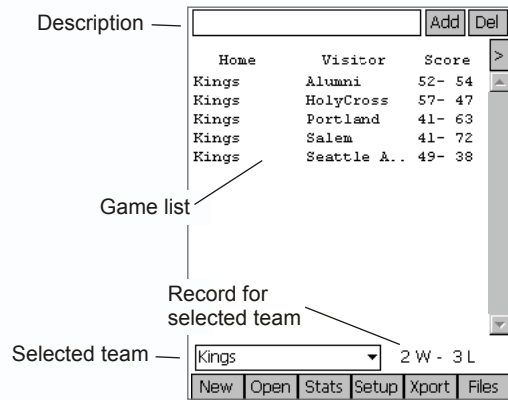 Description
Add Del
Home Visitor Score >
Kings Alumni 52- 54
Kings HolyCross 57- 47
Kings Portland 41- 63
Kings Salem 41- 72
Kings Seattle A.. 49- 38
Game list
Record for
selected team
Selected team Kings 2 W - 3 L
New Open Stats Setup Xport Files